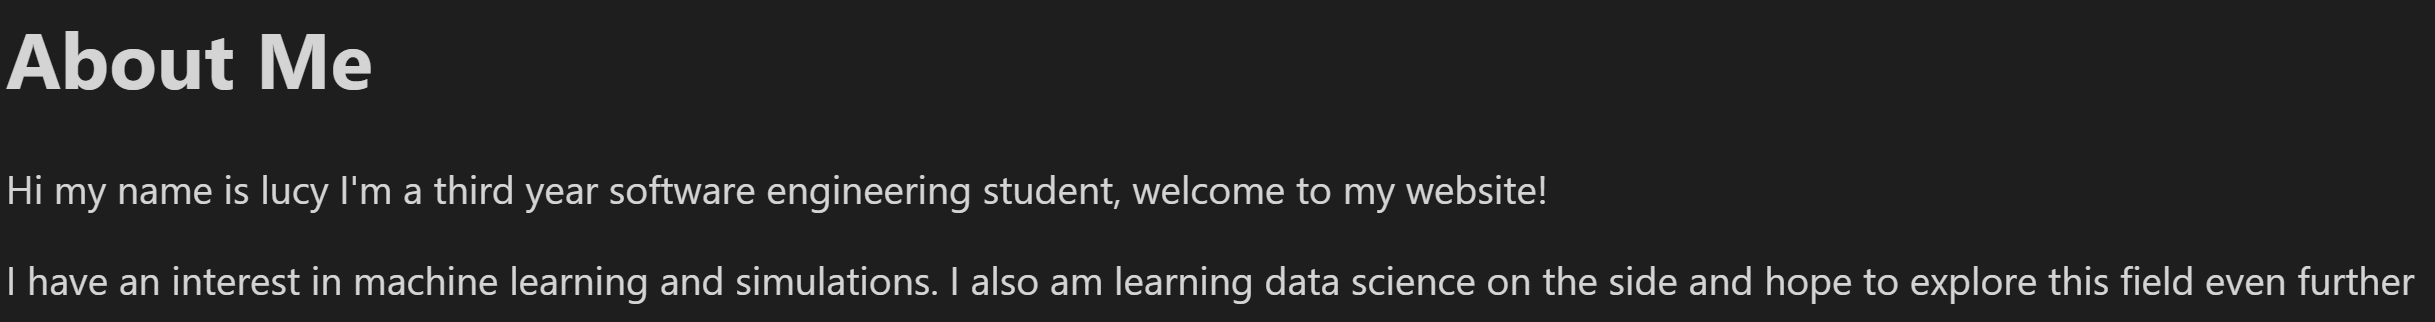 About Me
Hi my name is lucy I'm a third year software engineering student, welcome to my website!
I have an interest in machine learning and simulations. I also am learning data science on the side and hope to explore this field even further